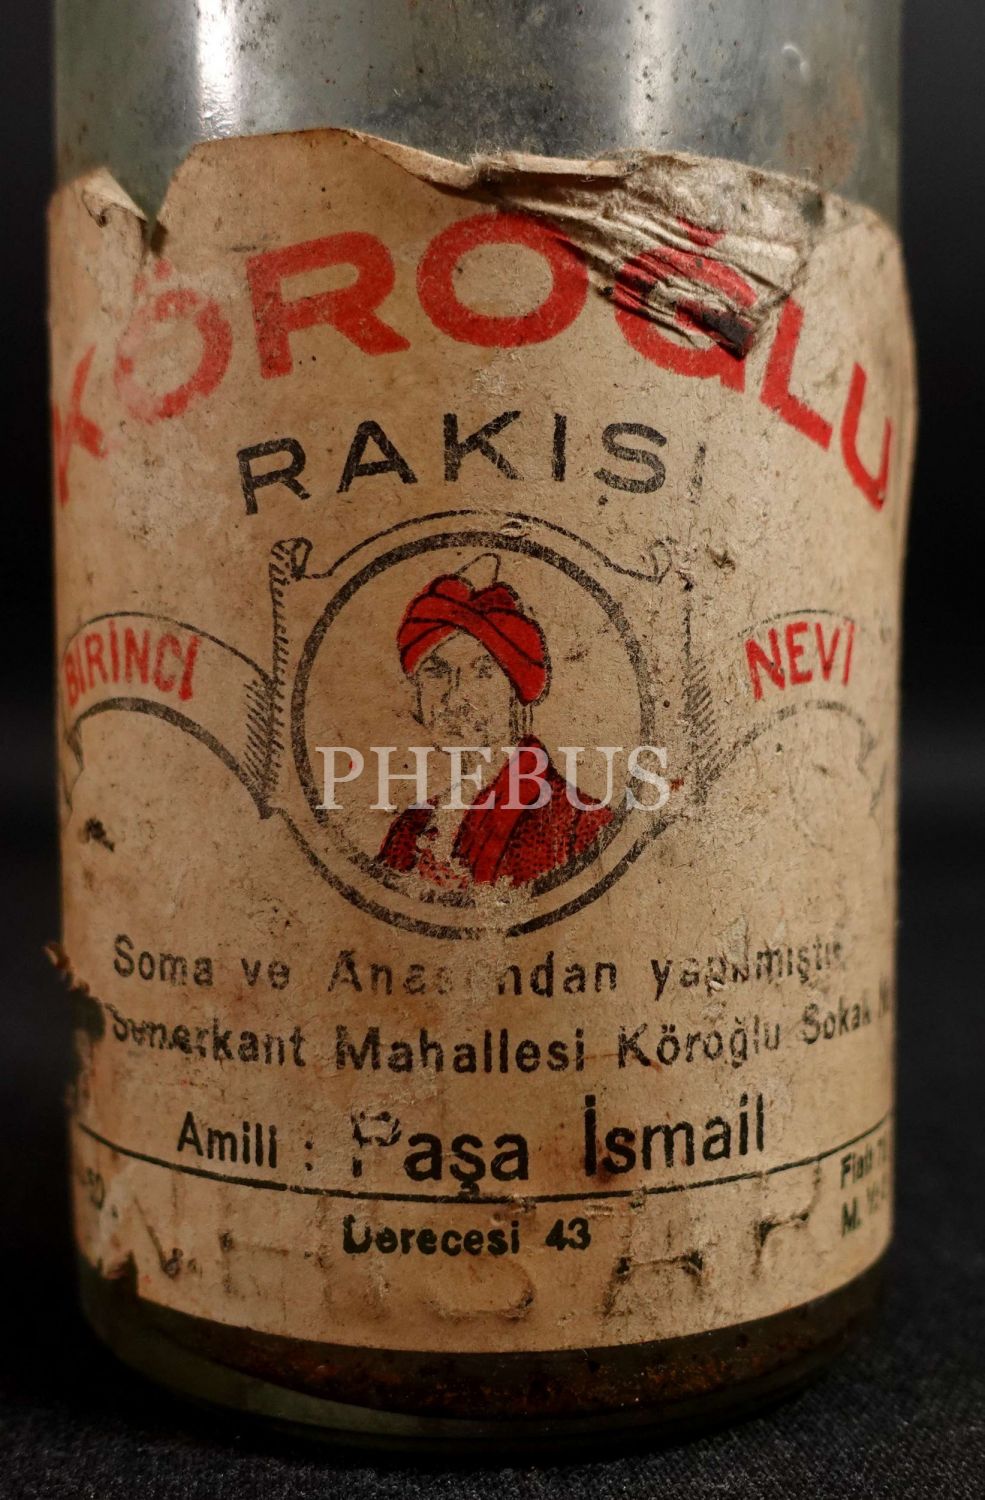 KÖROĞLU
RAKISI
BİRİNCİ NEVİ
PHEBUS
Soma ve Anasından yapılmıştır.
Mahallesi Köroğlu Sokak
Amili : Paşa İsmail
Derecesi 43
M.